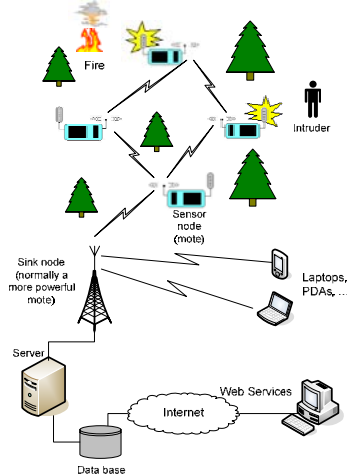 Fire
Intruder
Sensor
node
(mote)
Sink node
(normally a
more powerful
mote)
Laptops,
PDAs, ...
Server
Web Services
Internet
Data base